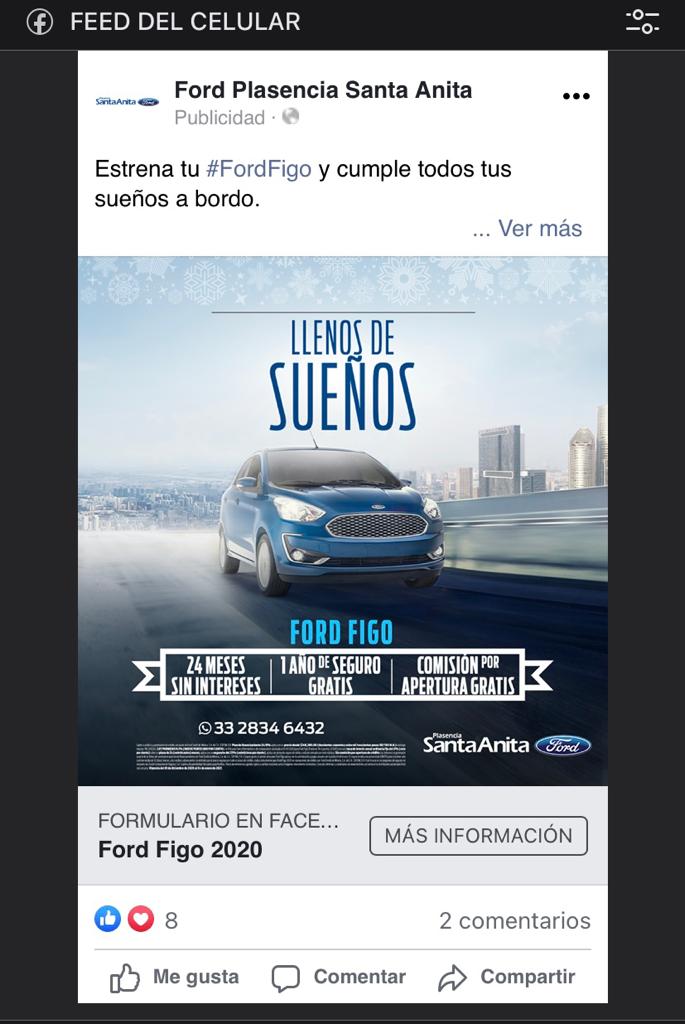 FEED DEL CELULAR
SantaAnita Ford
Ford Plasencia Santa Anita
Publicidad ·
Estrena tu #FordFigo y cumple todos tus
sueños a bordo.
... Ver más
LLENOS DE
SUEÑOS
FORD FIGO
24 MESES
SIN INTERESES
1 AÑO DE SEGURO
GRATIS
COMISIÓN POR
APERTURA GRATIS
33 2834 6432
Plasencia
SantaAnita Ford
FORMULARIO EN FACE...
Ford Figo 2020
MÁS INFORMACIÓN
8
2 comentarios
Me gusta
Comentar
Compartir